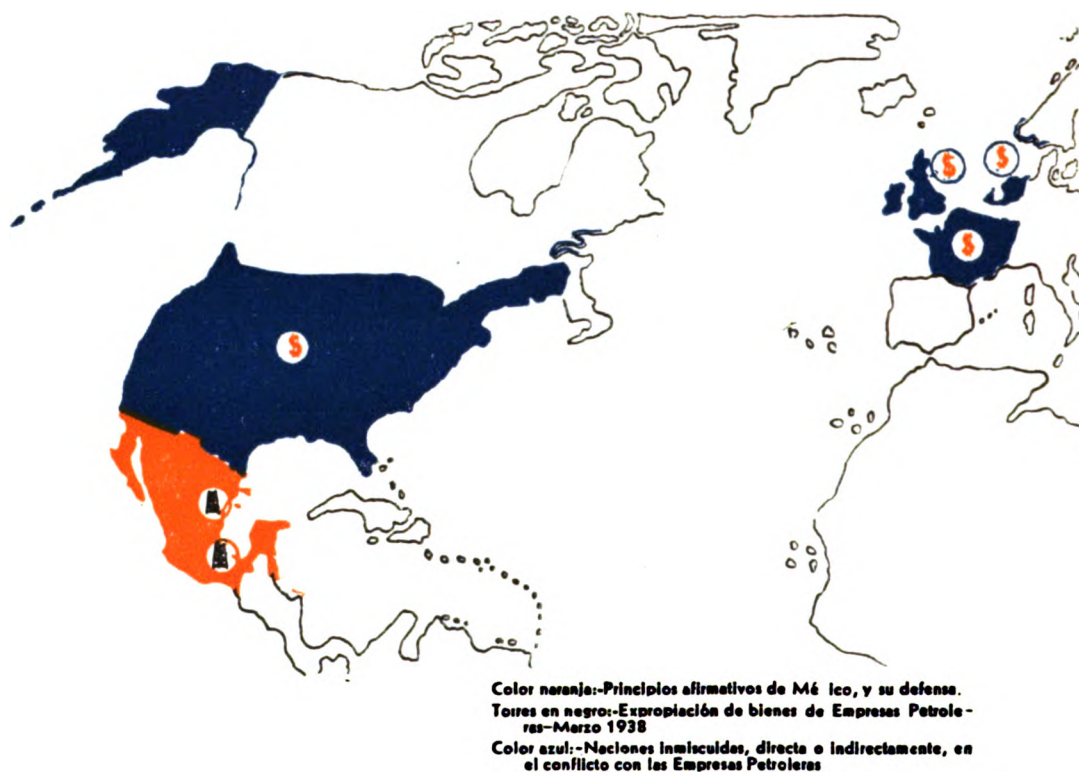 $
$
$
$
Color naranja:-Principios afirmativos de Mé ico, y su defensa.
Torres en negro:-Expropiación de bienes de Empresas Petrole-
ras-Marzo 1938
Color azul:-Naciones inmiscuidas, directa o indirectamente, en
el conflicto con las Empresas Petroleras